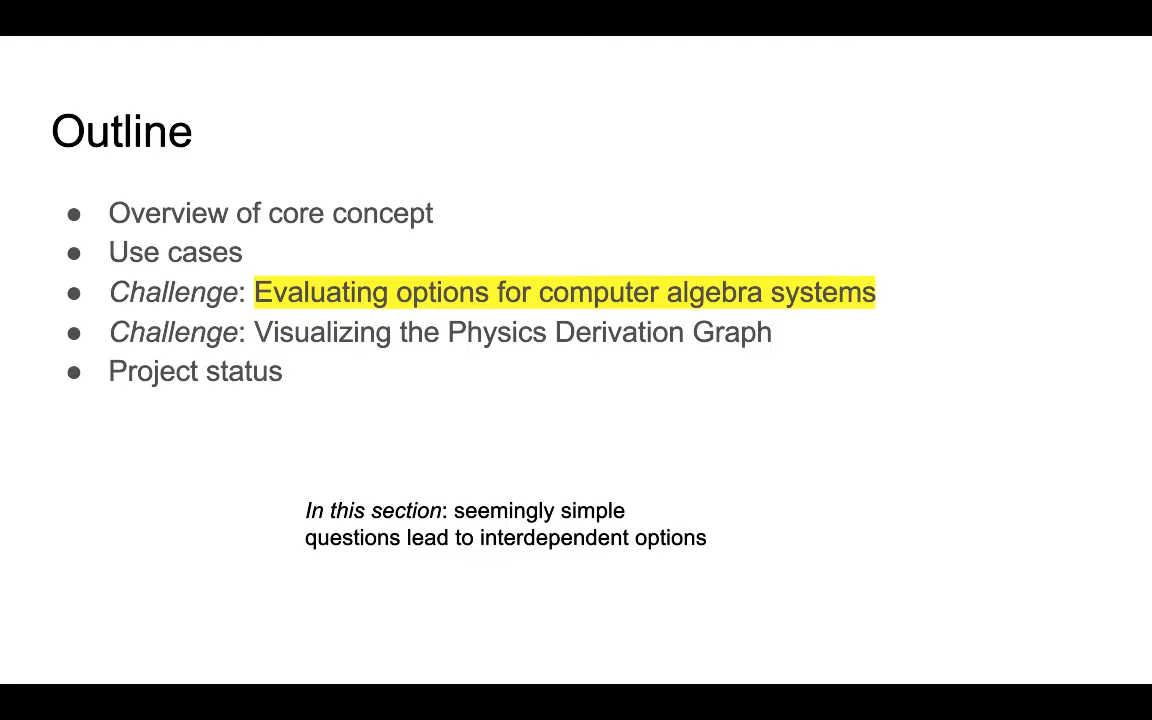 Outline
● Overview of core concept
● Use cases
● Challenge: Evaluating options for computer algebra systems
● Challenge: Visualizing the Physics Derivation Graph
● Project status
In this section: seemingly simple
questions lead to interdependent options